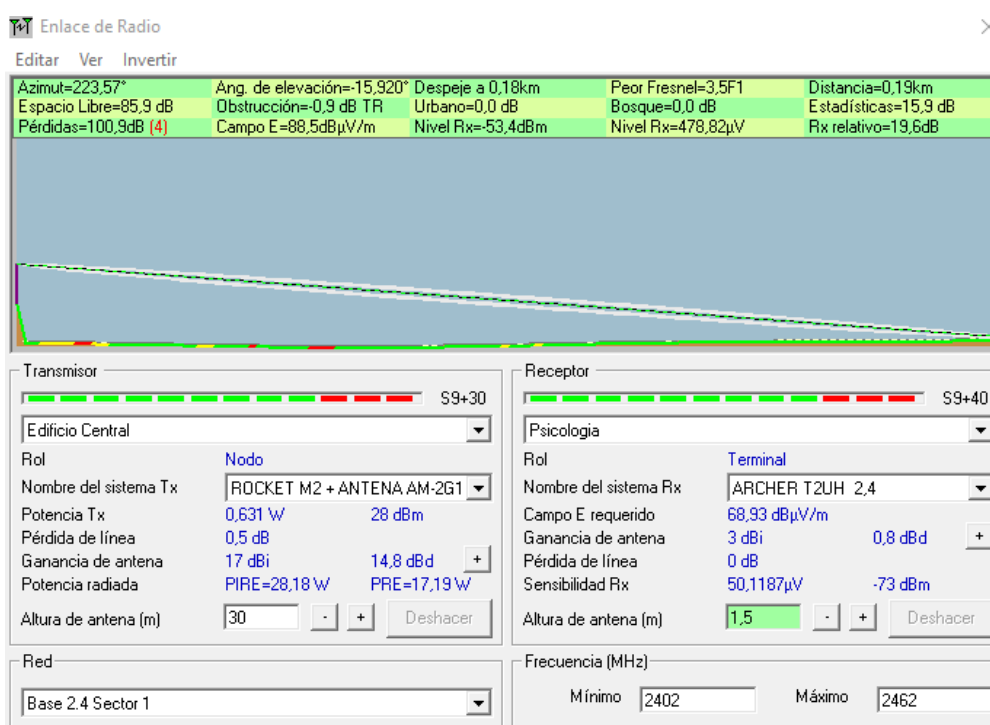 Enlace de Radio
Editar Ver Invertir
Azimut=223,57° Ang. de elevación=-15,920° Despeje a 0,18km Peor Fresnel=3,5F1 Distancia=0,19km
Espacio Libre=85,9 dB Obstrucción=-0,9 dB TR Urbano=0,0 dB Bosque=0,0 dB Estadísticas=15,9 dB
Pérdidas=100,9dB (4) Campo E=88,5dBµV/m Nivel Rx=-53,4dBm Nivel Rx=478,82µV Rx relativo=19,6dB
Transmisor
S9+30
Edificio Central
Rol Nodo
Nombre del sistema Tx ROCKET M2 + ANTENA AM-2G1
Potencia Tx 0,631 W 28 dBm
Pérdida de línea 0,5 dB
Ganancia de antena 17 dBi 14,8 dBd +
Potencia radiada PIRE=28,18 W PRE=17,19 W
Altura de antena (m) 30 - + Deshacer
Red
Base 2.4 Sector 1
Receptor
S9+40
Psicologia
Rol Terminal
Nombre del sistema Rx ARCHER T2UH 2,4
Campo E requerido 68,93 dBµV/m
Ganancia de antena 3 dBi 0,8 dBd +
Pérdida de línea 0 dB
Sensibilidad Rx 50,1187µV -73 dBm
Altura de antena (m) 1,5 - + Deshacer
Frecuencia (MHz)
Mínimo 2402 Máximo 2462